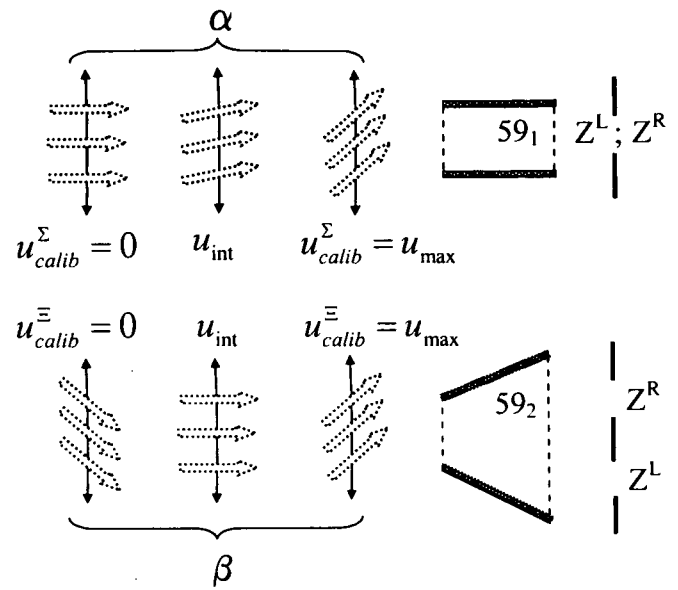 α
59₁ Z^L ; Z^R
u^Σ_calib = 0 u_int u^Σ_calib = u_max
u^Ξ_calib = 0 u_int u^Ξ_calib = u_max
59₂ Z^R
Z^L
β